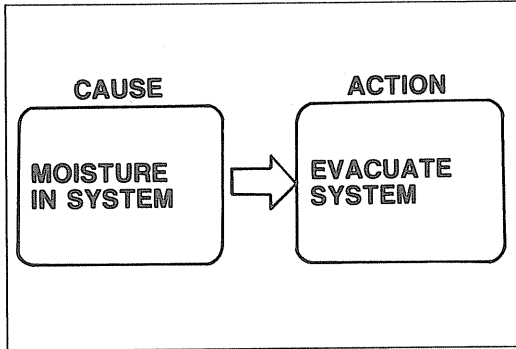 CAUSE
ACTION
MOISTURE
IN SYSTEM
EVACUATE
SYSTEM